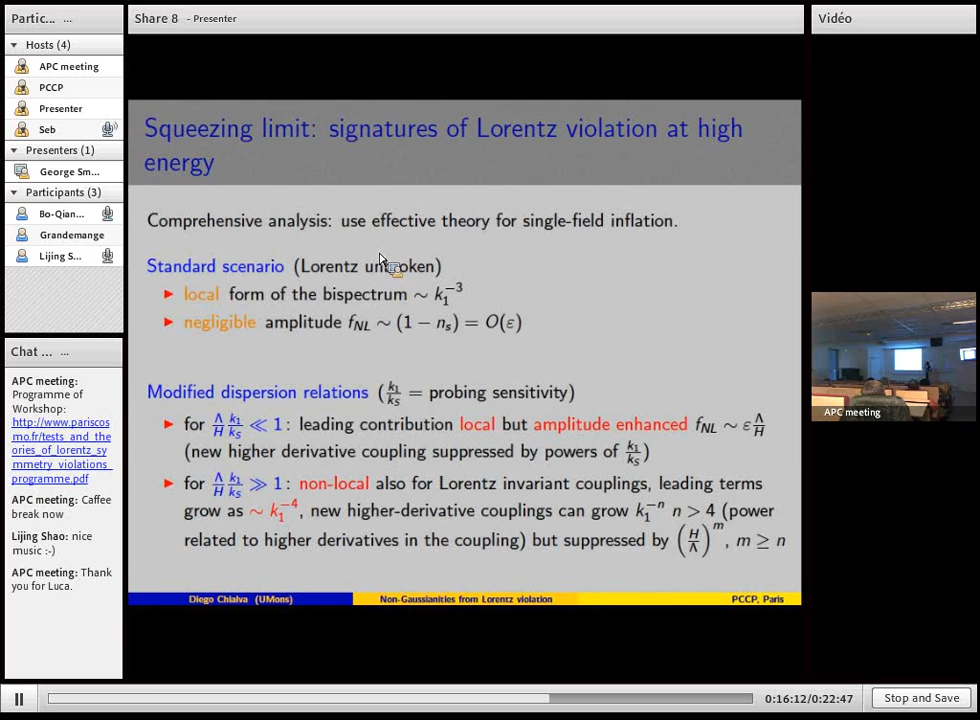 Partic... ...
Hosts (4)
APC meeting
PCCP
Presenter
Seb
Presenters (1)
George Sm...
Participants (3)
Bo-Qian...
Grandemange
Lijing S...
Chat ... ...
APC meeting:
Programme of
Workshop:
http://www.pariscos
mo.fr/tests_and_the
ories_of_lorentz_sy
mmetry_violations_
programme.pdf
APC meeting: Caffee
break now
Lijing Shao: nice
music :-)
APC meeting: Thank
you for Luca.
Share 8 - Presenter
Squeezing limit: signatures of Lorentz violation at high
energy
Comprehensive analysis: use effective theory for single-field inflation.
Standard scenario (Lorentz unbroken)
► local form of the bispectrum ∼ k₁⁻³
► negligible amplitude f_NL ∼ (1 − n_s) = O(ε)
Modified dispersion relations (k₁/k_S = probing sensitivity)
► for Λ/H k₁/k_S ≪ 1: leading contribution local but amplitude enhanced f_NL ∼ ε Λ/H
(new higher derivative coupling suppressed by powers of k₁/k_S)
► for Λ/H k₁/k_S ≫ 1: non-local also for Lorentz invariant couplings, leading terms
grow as ∼ k₁⁻⁴, new higher-derivative couplings can grow k₁⁻ⁿ n > 4 (power
related to higher derivatives in the coupling) but suppressed by (H/Λ)^m, m ≥ n
Diego Chialva (UMons) Non-Gaussianities from Lorentz violation PCCP, Paris
Vidéo
APC meeting
0:16:12/0:22:47
Stop and Save